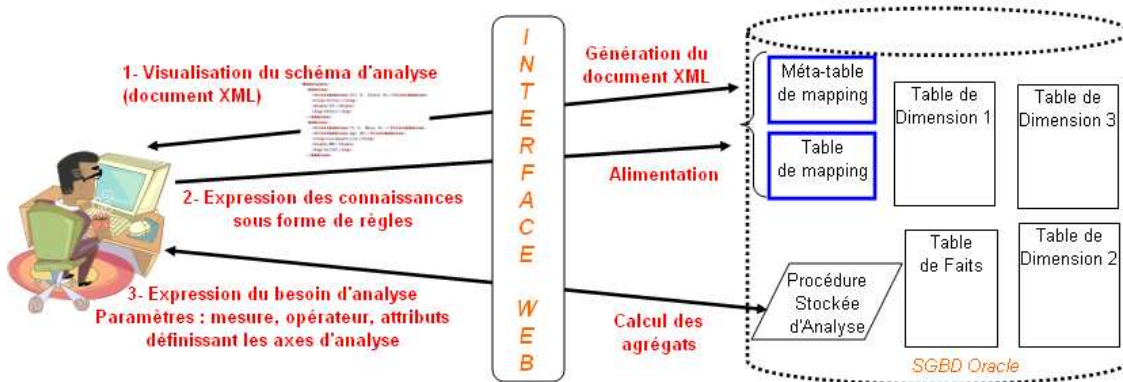 1- Visualisation du schéma d'analyse
(document XML)
2- Expression des connaissances
sous forme de règles
3- Expression du besoin d'analyse
Paramètres : mesure, opérateur, attributs
définissant les axes d'analyse
INTERFACE WEB
Génération du
document XML
Alimentation
Calcul des
agrégats
Méta-table
de mapping
Table
de mapping
Table de
Dimension 1
Table de
Dimension 3
Procédure
Stockée
d'Analyse
Table
de Faits
Table de
Dimension 2
SGBD Oracle